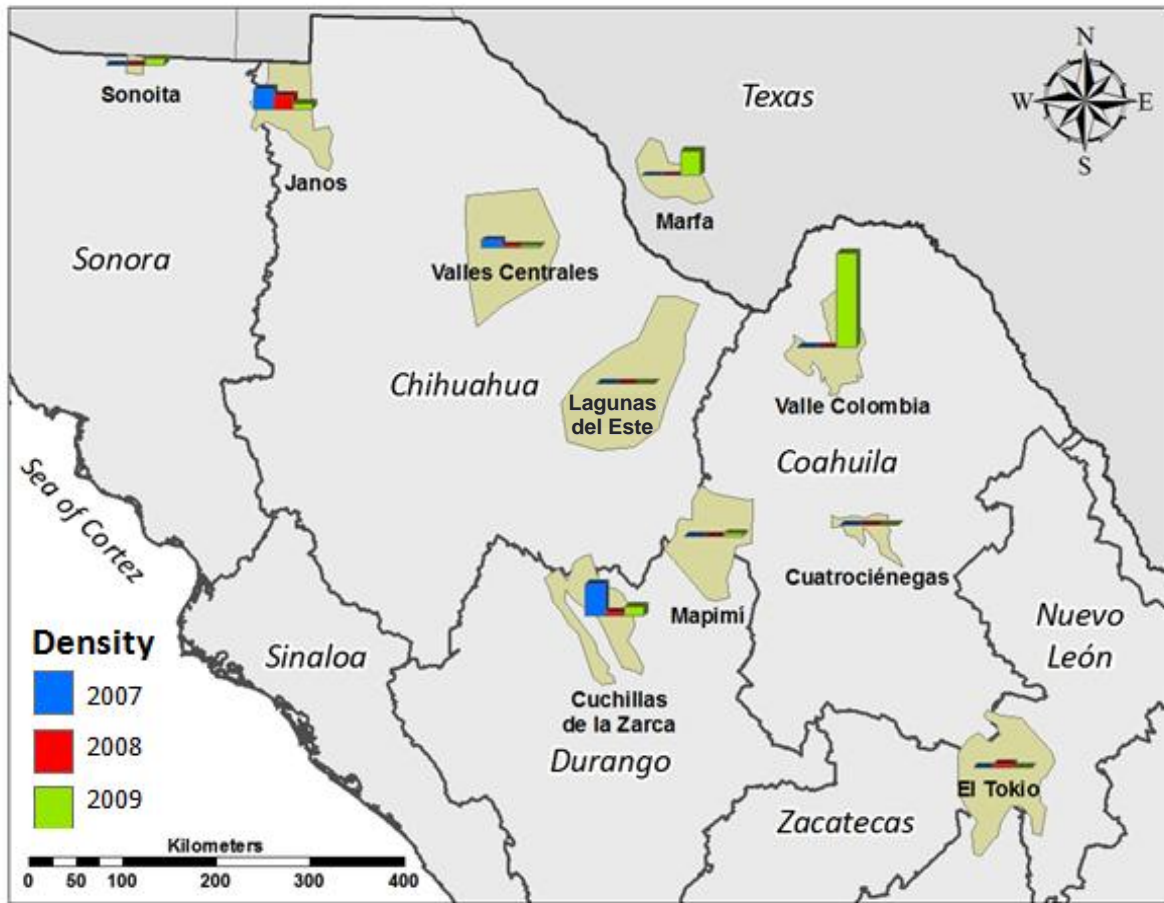 N
W
E
S
Texas
Sonoita
Janos
Marfa
Sonora
Valles Centrales
Chihuahua
Lagunas
del Este
Valle Colombia
Coahuila
Sea of Cortez
Cuatrociénegas
Mapimí
Nuevo
León
Density
2007
2008
2009
Sinaloa
Cuchillas
de la Zarca
Durango
El Tokio
Zacatecas
Kilometers
0 50 100 200 300 400